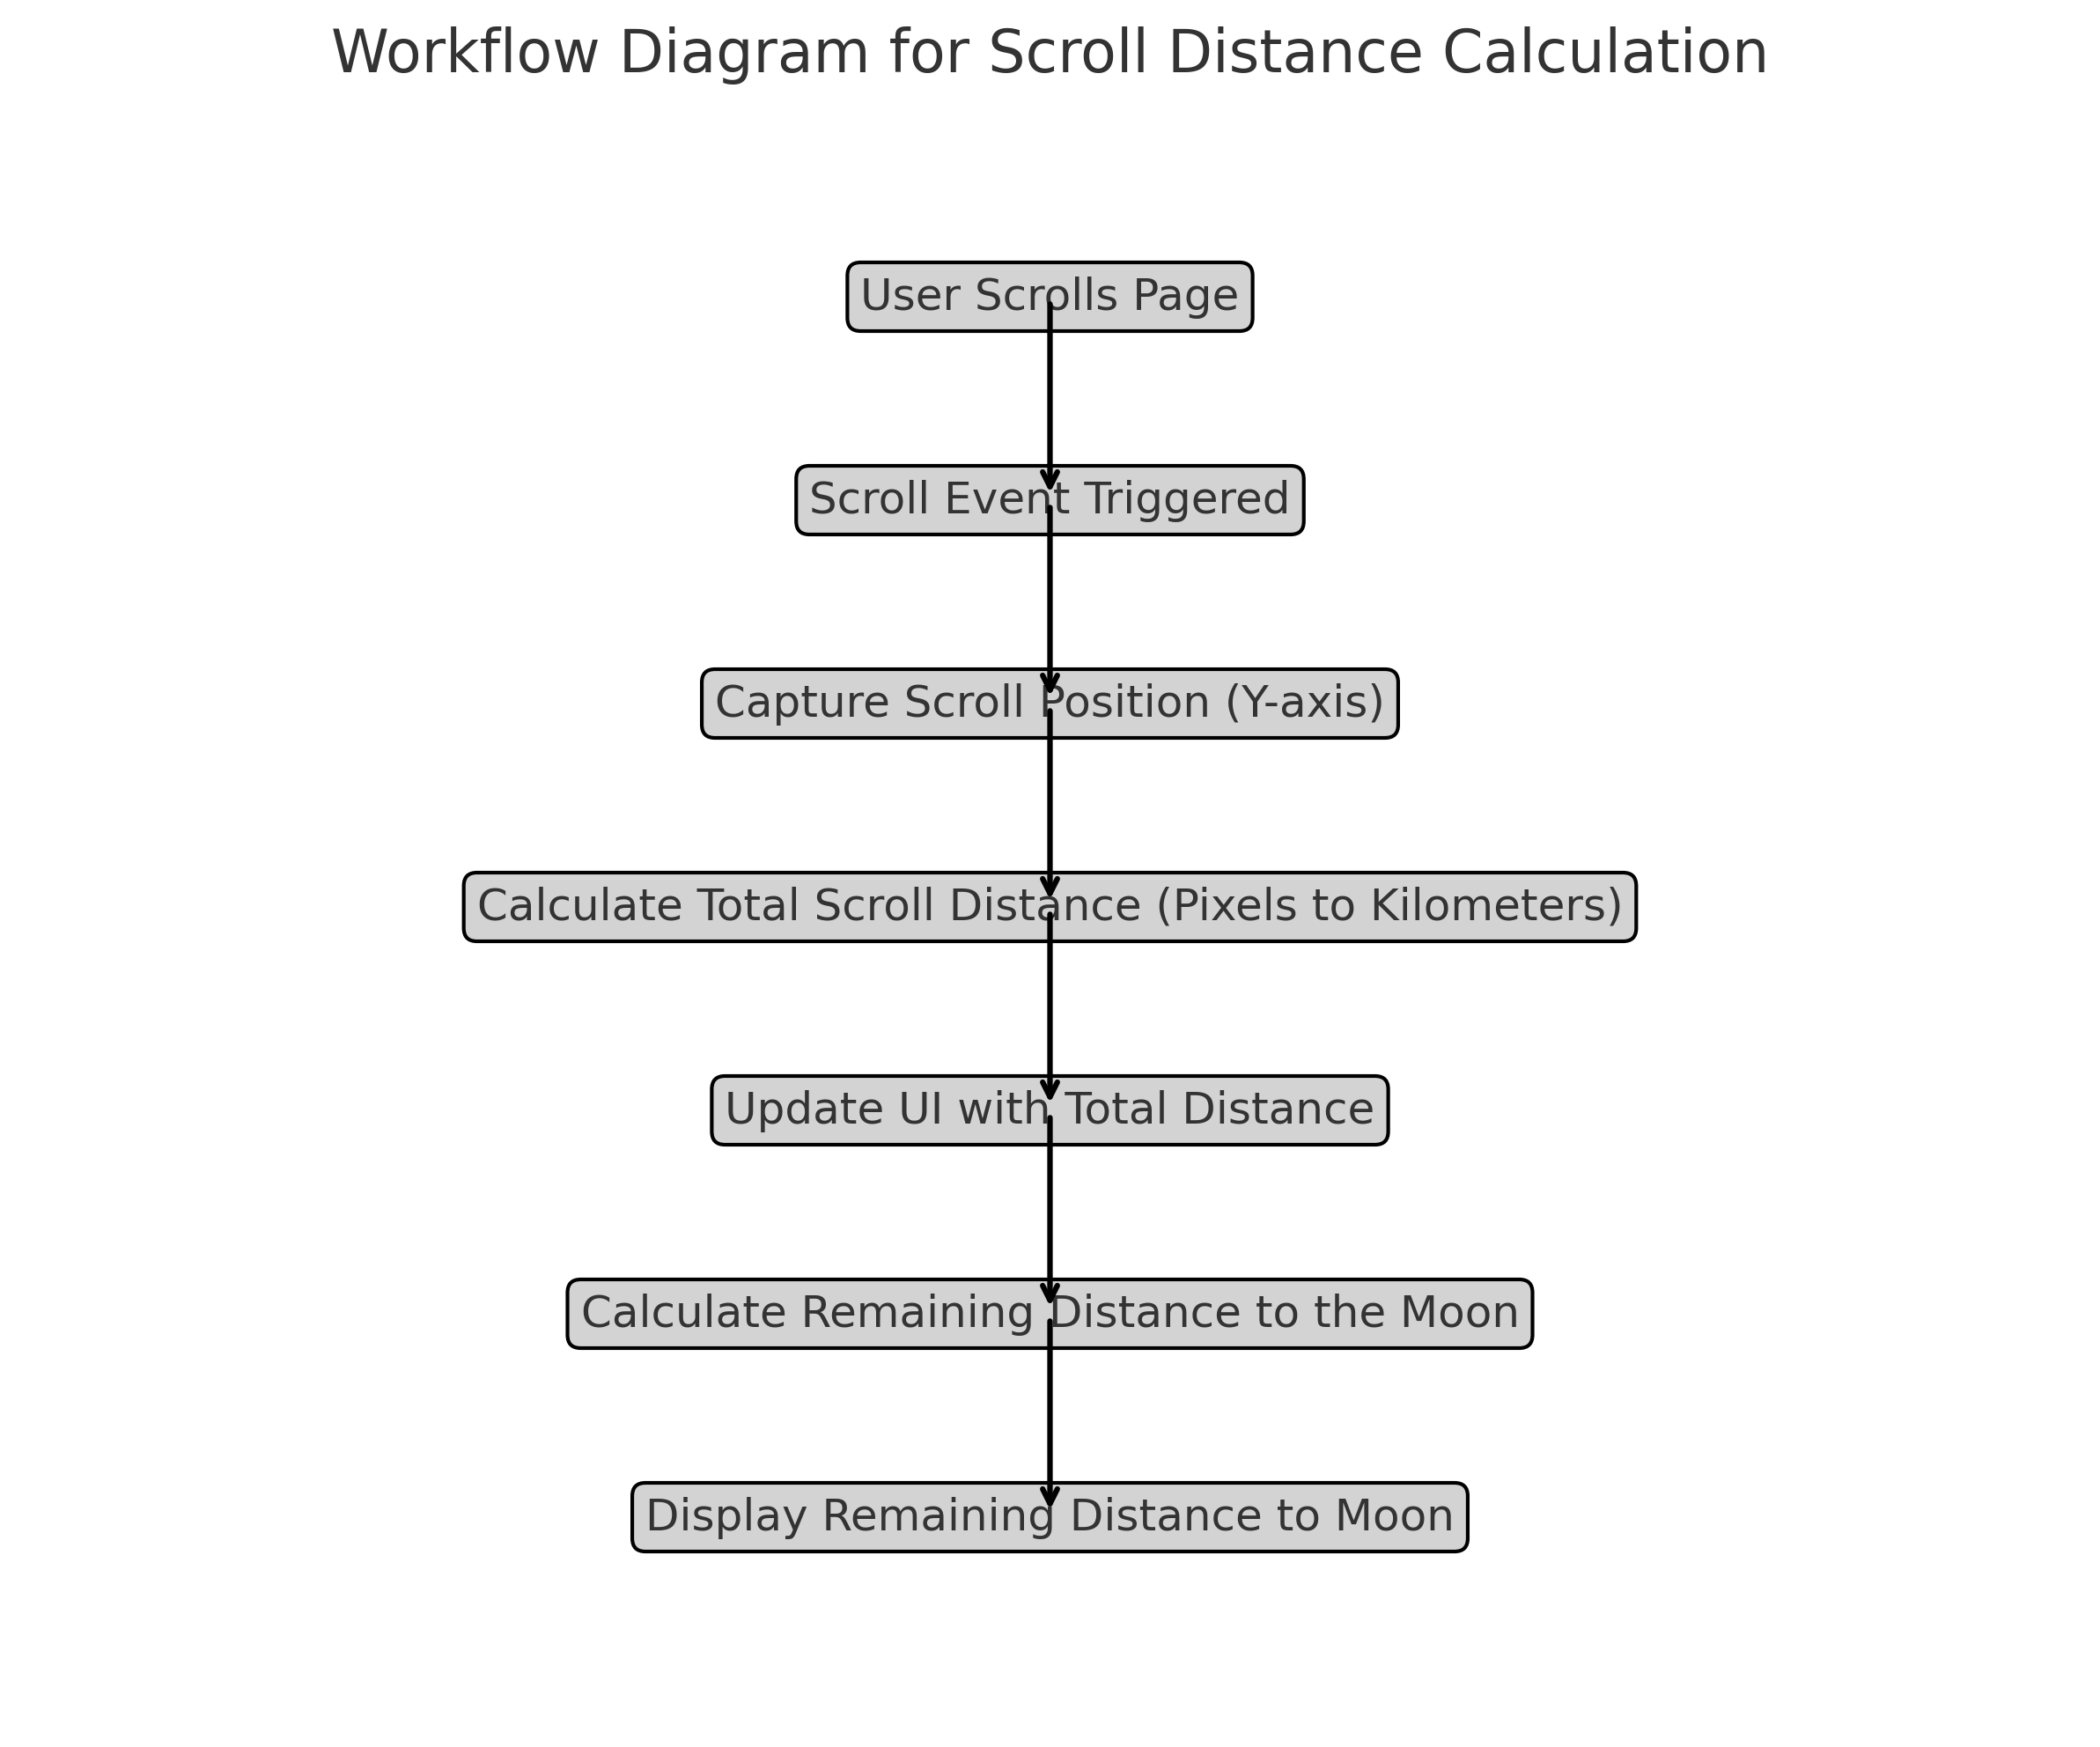 Workflow Diagram for Scroll Distance Calculation
User Scrolls Page
Scroll Event Triggered
Capture Scroll Position (Y-axis)
Calculate Total Scroll Distance (Pixels to Kilometers)
Update UI with Total Distance
Calculate Remaining Distance to the Moon
Display Remaining Distance to Moon